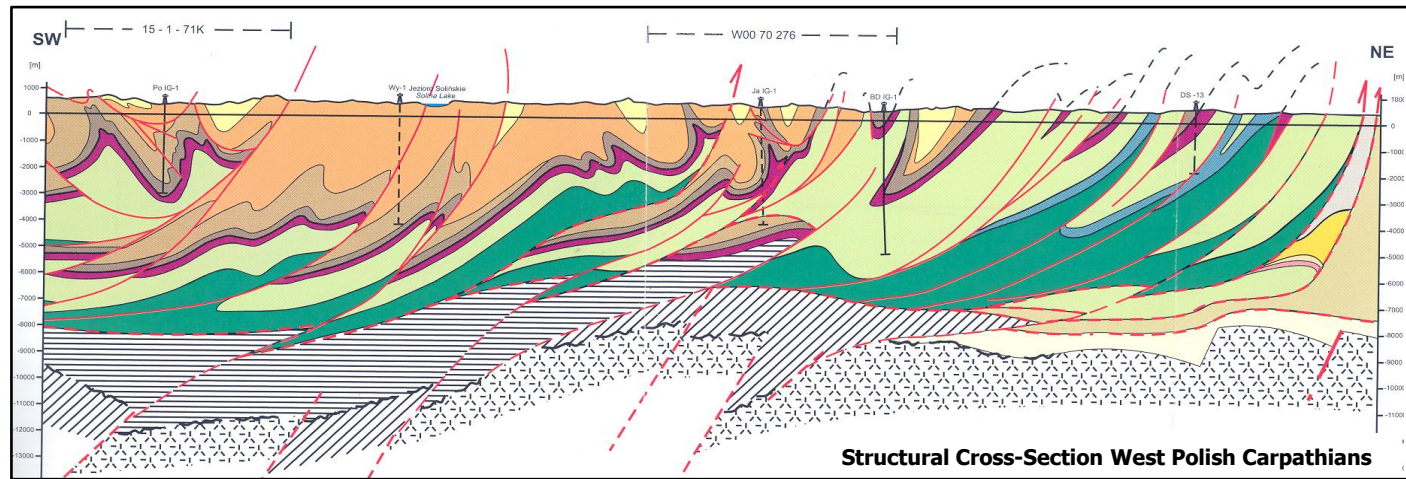 15 - 1 - 71K
W00 70 276
SW
NE
[m]
[m]
Po IG-1
Wy-1 Jezioro Solińskie
Solina Lake
Ja IG-1
BD IG-1
DS -13
1000
0
-1000
-2000
-3000
-4000
-5000
-6000
-7000
-8000
-9000
-10000
-11000
-12000
-13000
1000
0
-1000
-2000
-3000
-4000
-5000
-6000
-7000
-8000
-9000
-10000
-11000
Structural Cross-Section West Polish Carpathians